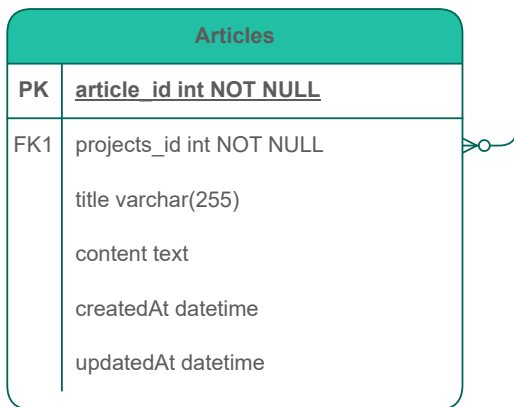 Articles
PK article_id int NOT NULL
FK1 projects_id int NOT NULL
title varchar(255)
content text
createdAt datetime
updatedAt datetime